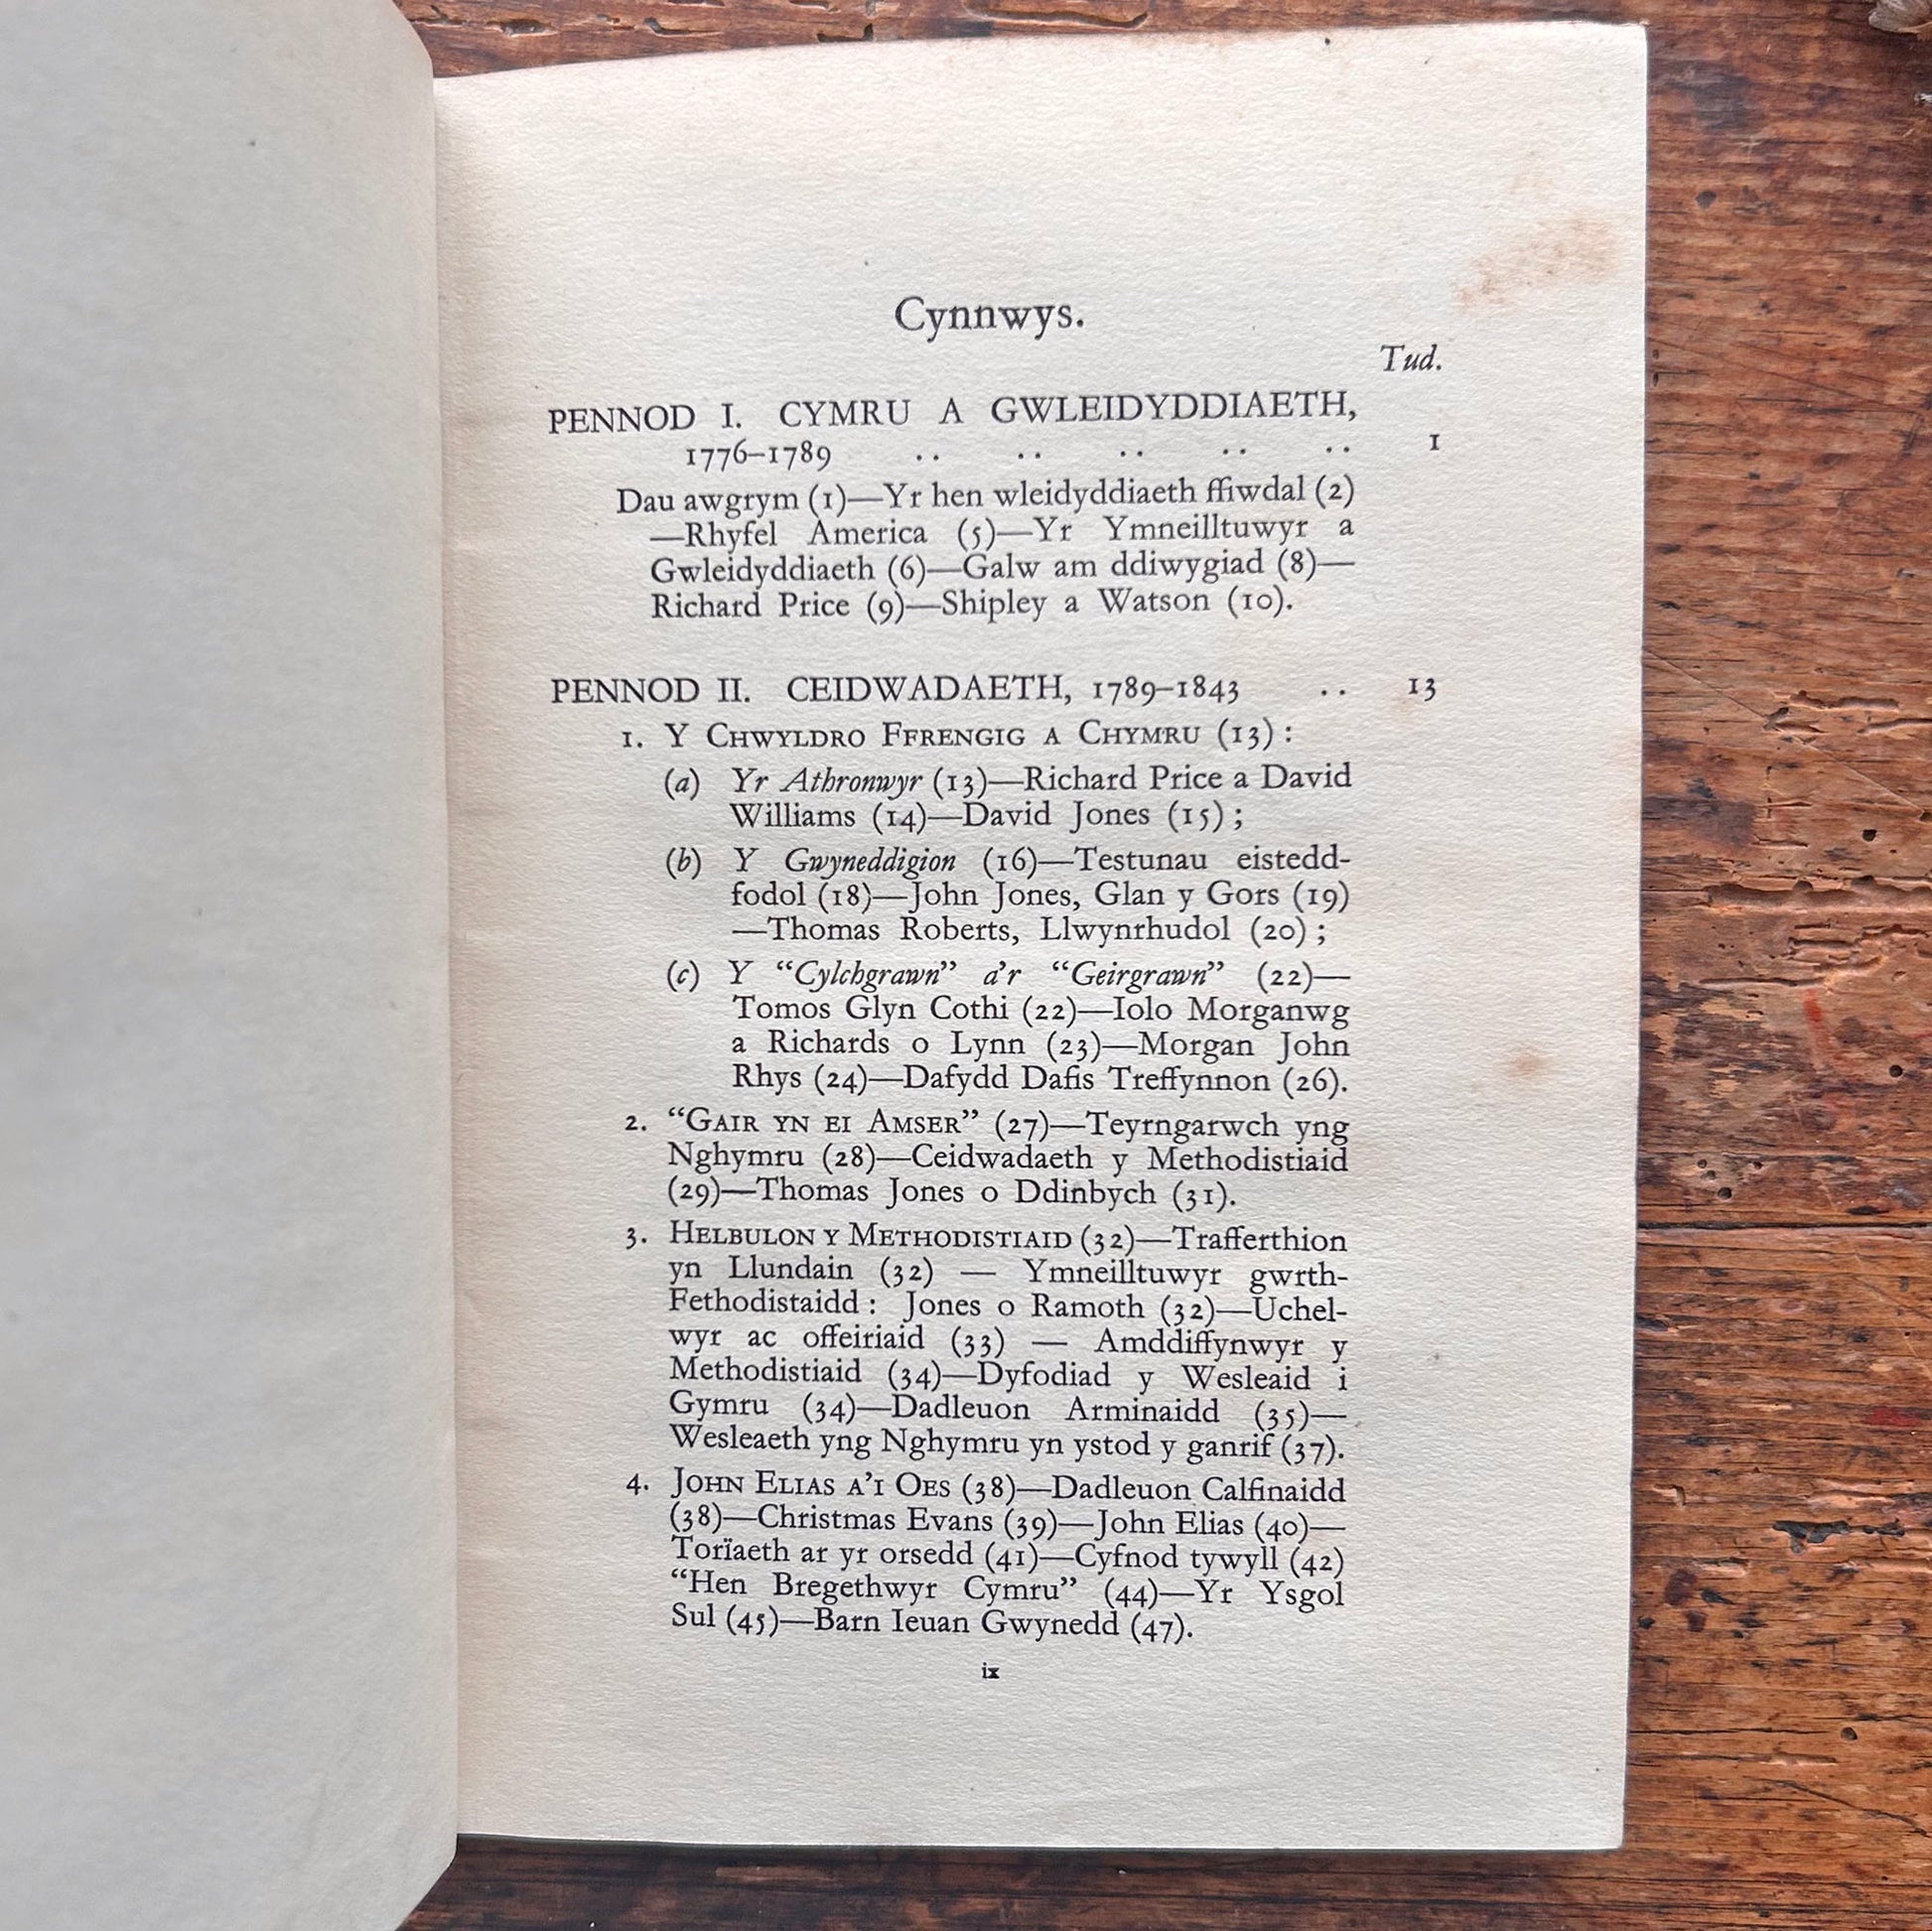 Cynnwys.
Tud.
PENNOD I. CYMRU A GWLEIDYDDIAETH,
1776–1789 .. .. .. .. .. 1
Dau awgrym (1)—Yr hen wleidyddiaeth ffiwdal (2)
—Rhyfel America (5)—Yr Ymneilltuwyr a
Gwleidyddiaeth (6)—Galw am ddiwygiad (8)—
Richard Price (9)—Shipley a Watson (10).
PENNOD II. CEIDWADAETH, 1789–1843 .. 13
1. Y CHWYLDRO FFRENGIG A CHYMRU (13) :
(a) Yr Athronwyr (13)—Richard Price a David
Williams (14)—David Jones (15) ;
(b) Y Gwyneddigion (16)—Testunau eistedd-
fodol (18)—John Jones, Glan y Gors (19)
—Thomas Roberts, Llwynrhudol (20) ;
(c) Y “Cylchgrawn” a’r “Geirgrawn” (22)—
Tomos Glyn Cothi (22)—Iolo Morganwg
a Richards o Lynn (23)—Morgan John
Rhys (24)—Dafydd Dafis Treffynnon (26).
2. “GAIR YN EI AMSER” (27)—Teyrngarwch yng
Nghymru (28)—Ceidwadaeth y Methodistiaid
(29)—Thomas Jones o Ddinbych (31).
3. HELBULON Y METHODISTIAID (32)—Trafferthion
yn Llundain (32) — Ymneilltuwyr gwrth-
Fethodistaidd : Jones o Ramoth (32)—Uchel-
wyr ac offeiriaid (33) — Amddiffynwyr y
Methodistiaid (34)—Dyfodiad y Wesleaid i
Gymru (34)—Dadleuon Arminaidd (35)—
Wesleaeth yng Nghymru yn ystod y ganrif (37).
4. JOHN ELIAS A’I OES (38)—Dadleuon Calfinaidd
(38)—Christmas Evans (39)—John Elias (40)—
Torïaeth ar yr orsedd (41)—Cyfnod tywyll (42)
“Hen Bregethwyr Cymru” (44)—Yr Ysgol
Sul (45)—Barn Ieuan Gwynedd (47).
ix